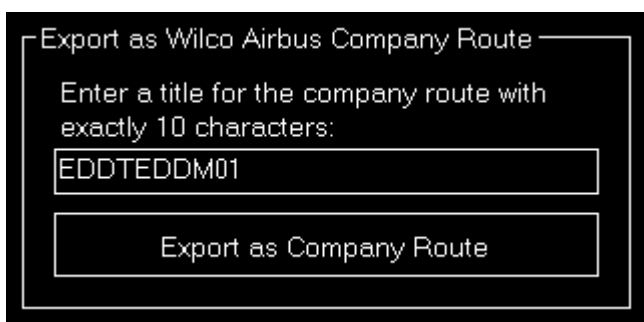 Export as Wilco Airbus Company Route
Enter a title for the company route with
exactly 10 characters:
EDDTEDDM01
Export as Company Route